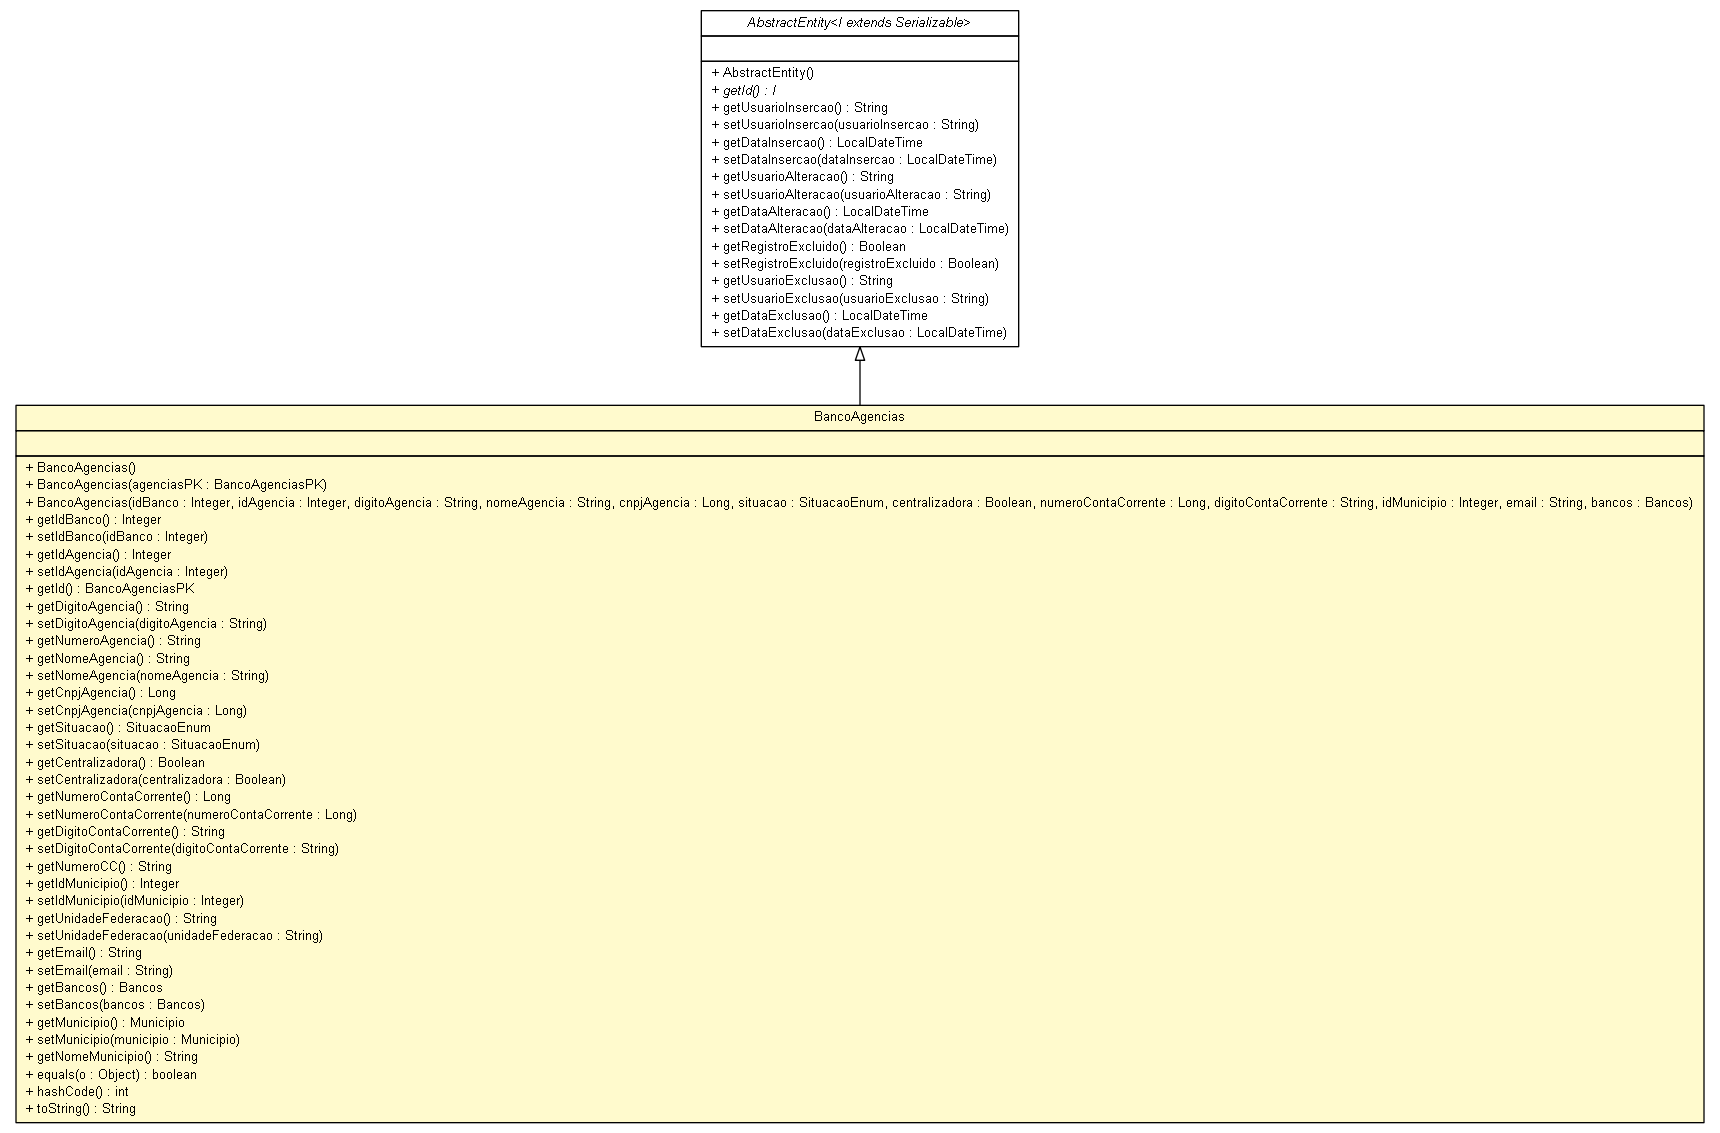 AbstractEntity<I extends Serializable>
+ AbstractEntity()
+ getId() : I
+ getUsuarioInsercao() : String
+ setUsuarioInsercao(usuarioInsercao : String)
+ getDataInsercao() : LocalDateTime
+ setDataInsercao(dataInsercao : LocalDateTime)
+ getUsuarioAlteracao() : String
+ setUsuarioAlteracao(usuarioAlteracao : String)
+ getDataAlteracao() : LocalDateTime
+ setDataAlteracao(dataAlteracao : LocalDateTime)
+ getRegistroExcluido() : Boolean
+ setRegistroExcluido(registroExcluido : Boolean)
+ getUsuarioExclusao() : String
+ setUsuarioExclusao(usuarioExclusao : String)
+ getDataExclusao() : LocalDateTime
+ setDataExclusao(dataExclusao : LocalDateTime)
BancoAgencias
+ BancoAgencias()
+ BancoAgencias(agenciasPK : BancoAgenciasPK)
+ BancoAgencias(idBanco : Integer, idAgencia : Integer, digitoAgencia : String, nomeAgencia : String, cnpjAgencia : Long, situacao : SituacaoEnum, centralizadora : Boolean, numeroContaCorrente : Long, digitoContaCorrente : String, idMunicipio : Integer, email : String, bancos : Bancos)
+ getIdBanco() : Integer
+ setIdBanco(idBanco : Integer)
+ getIdAgencia() : Integer
+ setIdAgencia(idAgencia : Integer)
+ getId() : BancoAgenciasPK
+ getDigitoAgencia() : String
+ setDigitoAgencia(digitoAgencia : String)
+ getNumeroAgencia() : String
+ getNomeAgencia() : String
+ setNomeAgencia(nomeAgencia : String)
+ getCnpjAgencia() : Long
+ setCnpjAgencia(cnpjAgencia : Long)
+ getSituacao() : SituacaoEnum
+ setSituacao(situacao : SituacaoEnum)
+ getCentralizadora() : Boolean
+ setCentralizadora(centralizadora : Boolean)
+ getNumeroContaCorrente() : Long
+ setNumeroContaCorrente(numeroContaCorrente : Long)
+ getDigitoContaCorrente() : String
+ setDigitoContaCorrente(digitoContaCorrente : String)
+ getNumeroCC() : String
+ getIdMunicipio() : Integer
+ setIdMunicipio(idMunicipio : Integer)
+ getUnidadeFederacao() : String
+ setUnidadeFederacao(unidadeFederacao : String)
+ getEmail() : String
+ setEmail(email : String)
+ getBancos() : Bancos
+ setBancos(bancos : Bancos)
+ getMunicipio() : Municipio
+ setMunicipio(municipio : Municipio)
+ getNomeMunicipio() : String
+ equals(o : Object) : boolean
+ hashCode() : int
+ toString() : String